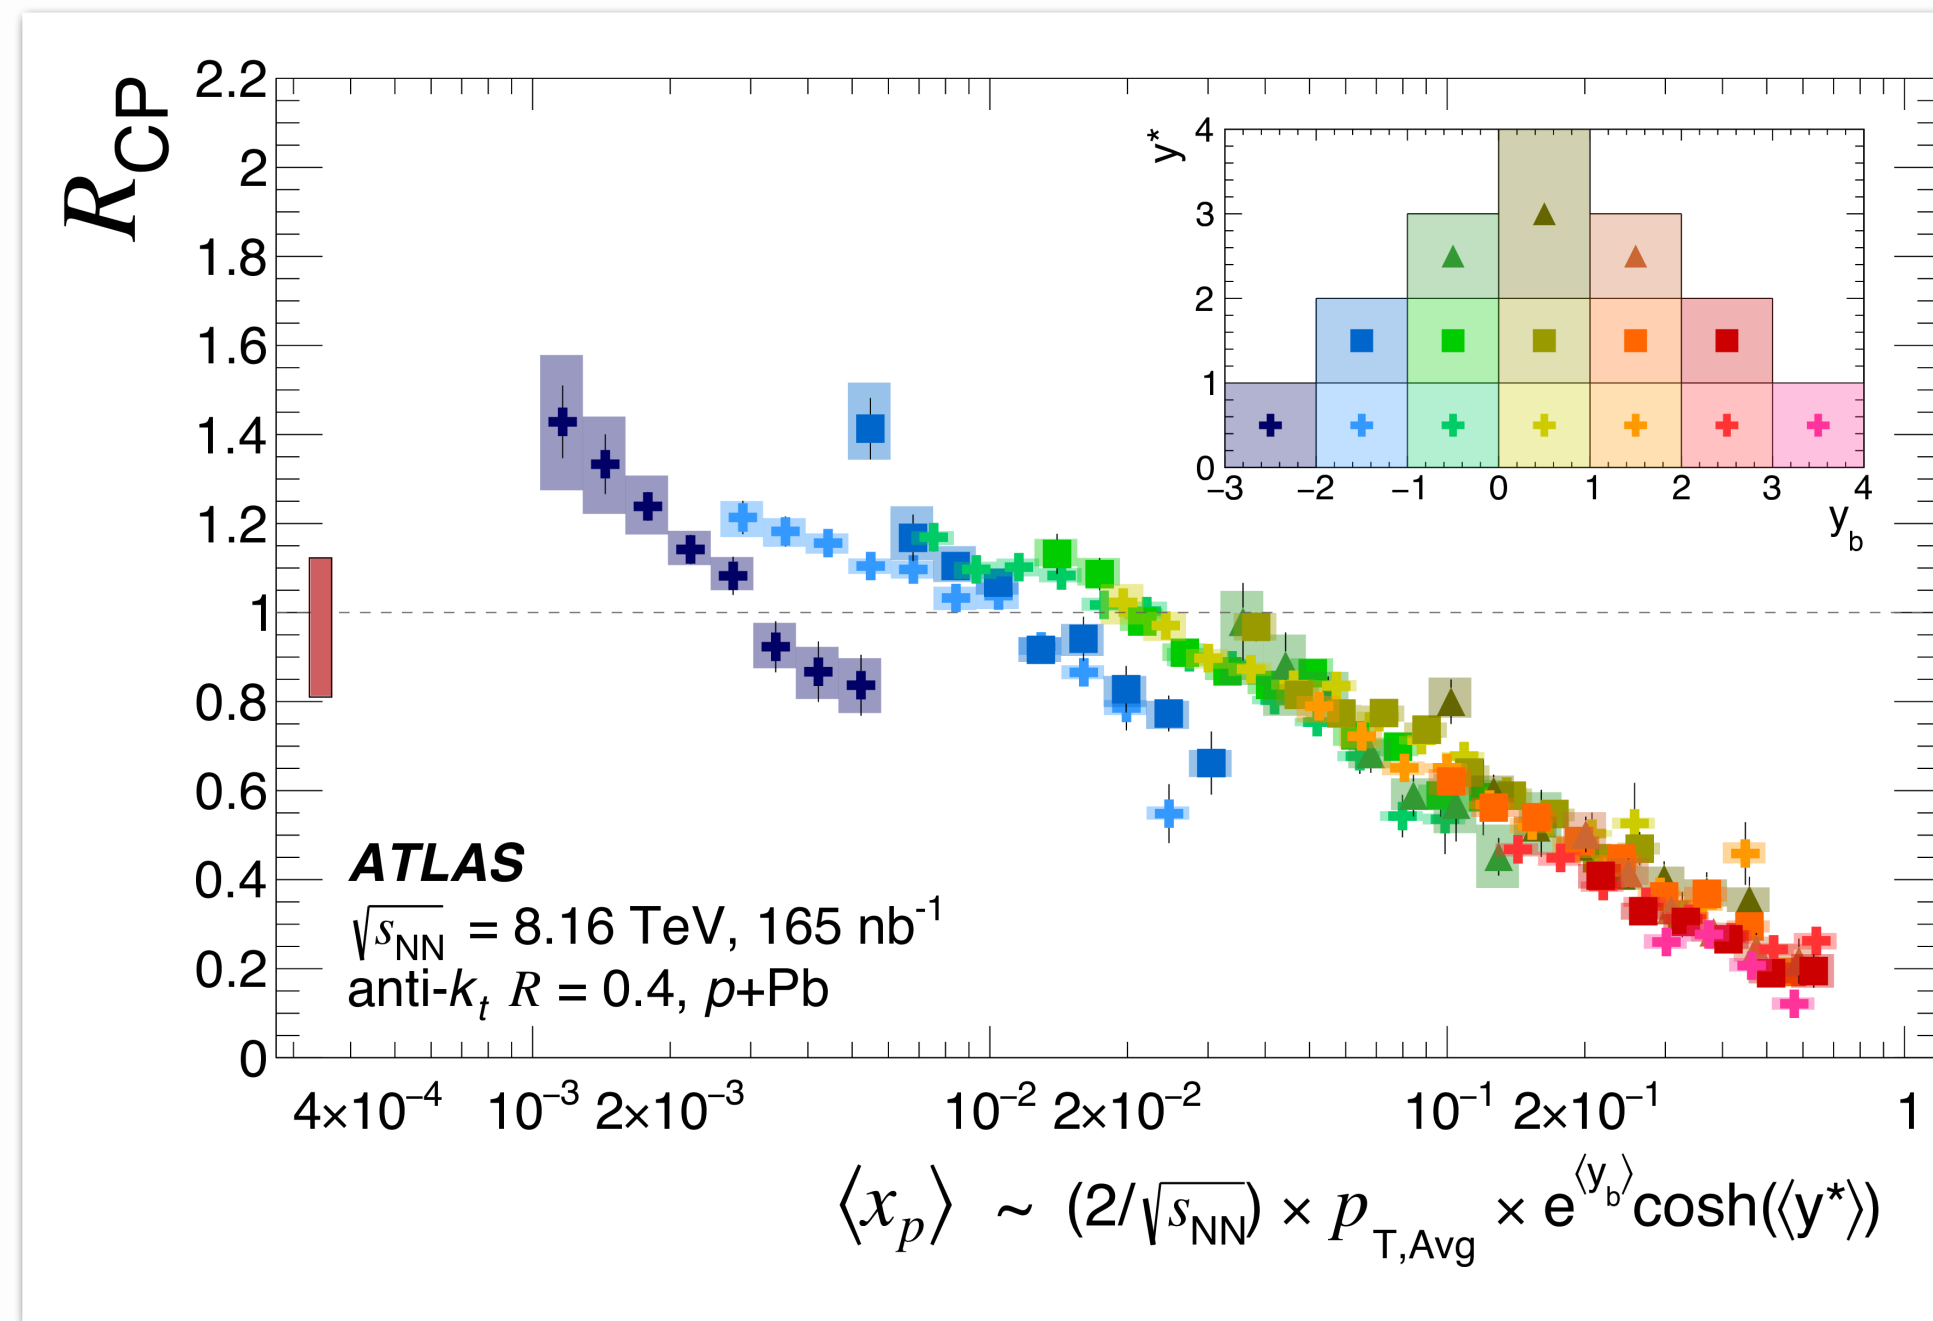 R_CP
2.2
2
1.8
1.6
1.4
1.2
1
0.8
0.6
0.4
0.2
0
y*
4
3
2
1
0
−3 −2 −1 0 1 2 3 4
y_b
ATLAS
√s_NN = 8.16 TeV, 165 nb⁻¹
anti-k_t R = 0.4, p+Pb
4×10⁻⁴ 10⁻³ 2×10⁻³ 10⁻² 2×10⁻² 10⁻¹ 2×10⁻¹ 1
⟨x_p⟩ ~ (2/√s_NN) × p_T,Avg × e^⟨y_b⟩cosh(⟨y*⟩)